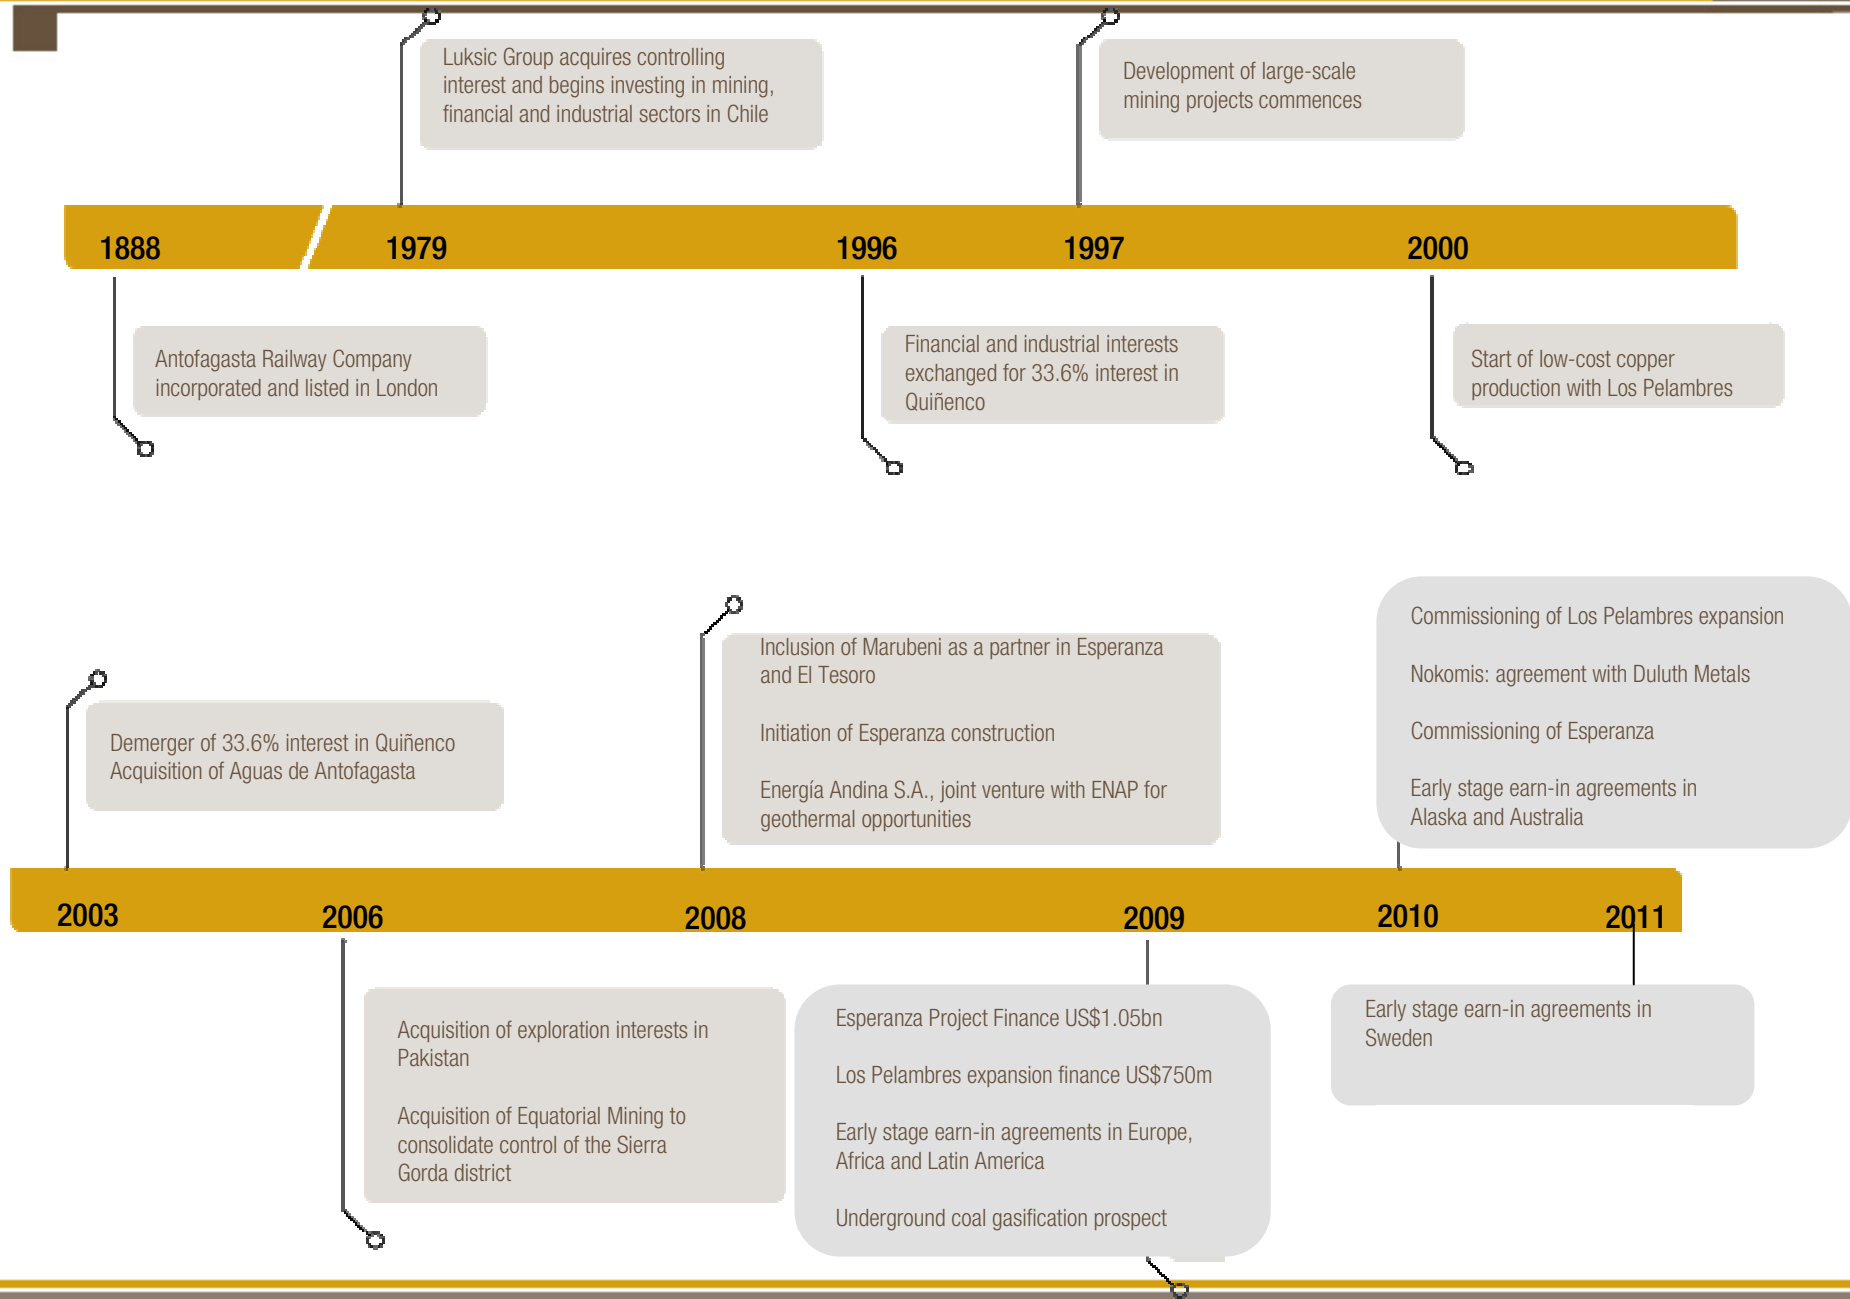 Luksic Group acquires controlling
interest and begins investing in mining,
financial and industrial sectors in Chile
Development of large-scale
mining projects commences
1888
1979
1996
1997
2000
Antofagasta Railway Company
incorporated and listed in London
Financial and industrial interests
exchanged for 33.6% interest in
Quiñenco
Start of low-cost copper
production with Los Pelambres
Demerger of 33.6% interest in Quiñenco
Acquisition of Aguas de Antofagasta
Inclusion of Marubeni as a partner in Esperanza
and El Tesoro
Initiation of Esperanza construction
Energía Andina S.A., joint venture with ENAP for
geothermal opportunities
Commissioning of Los Pelambres expansion
Nokomis: agreement with Duluth Metals
Commissioning of Esperanza
Early stage earn-in agreements in
Alaska and Australia
2003
2006
2008
2009
2010
2011
Acquisition of exploration interests in
Pakistan
Acquisition of Equatorial Mining to
consolidate control of the Sierra
Gorda district
Esperanza Project Finance US$1.05bn
Los Pelambres expansion finance US$750m
Early stage earn-in agreements in Europe,
Africa and Latin America
Underground coal gasification prospect
Early stage earn-in agreements in
Sweden